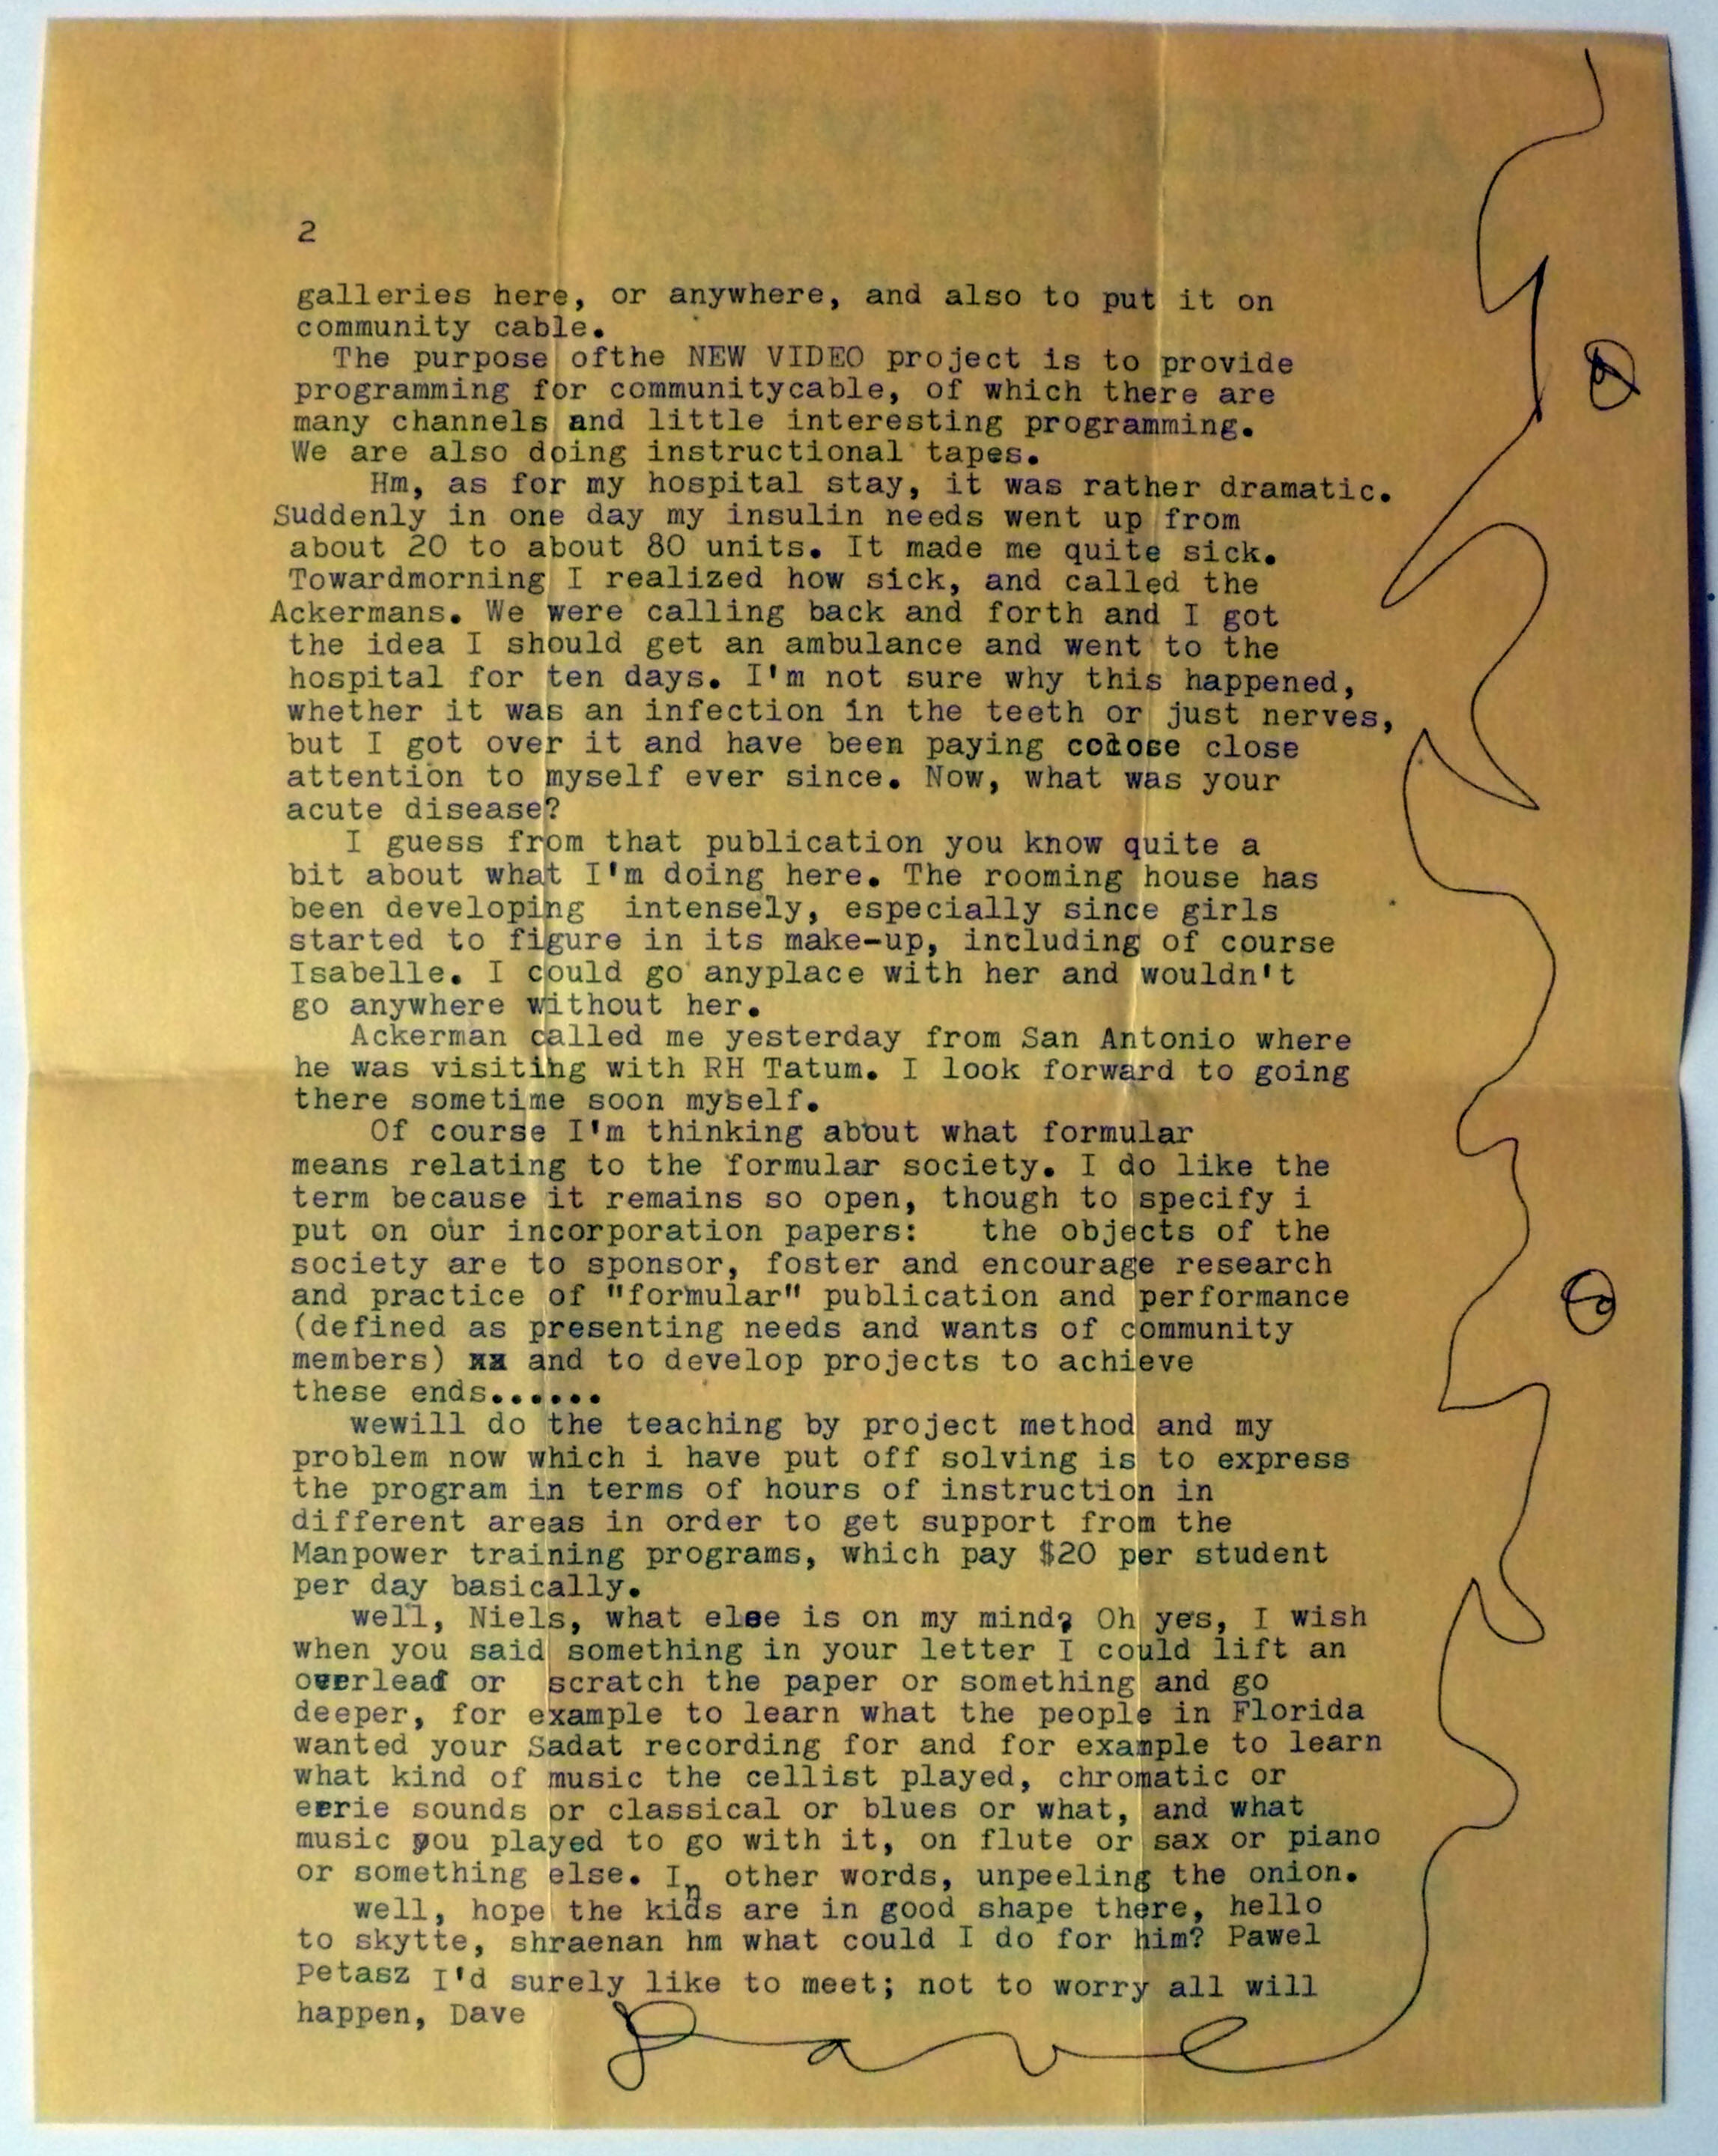 2
galleries here, or anywhere, and also to put it on
community cable.
The purpose ofthe NEW VIDEO project is to provide
programming for communitycable, of which there are
many channels and little interesting programming.
We are also doing instructional tapes.
Hm, as for my hospital stay, it was rather dramatic.
Suddenly in one day my insulin needs went up from
about 20 to about 80 units. It made me quite sick.
Towardmorning I realized how sick, and called the
Ackermans. We were calling back and forth and I got
the idea I should get an ambulance and went to the
hospital for ten days. I'm not sure why this happened,
whether it was an infection in the teeth or just nerves,
but I got over it and have been paying close
attention to myself ever since. Now, what was your
acute disease?
I guess from that publication you know quite a
bit about what I'm doing here. The rooming house has
been developing intensely, especially since girls
started to figure in its make-up, including of course
Isabelle. I could go anyplace with her and wouldn't
go anywhere without her.
Ackerman called me yesterday from San Antonio where
he was visiting with RH Tatum. I look forward to going
there sometime soon myself.
Of course I'm thinking about what formular
means relating to the formular society. I do like the
term because it remains so open, though to specify i
put on our incorporation papers: the objects of the
society are to sponsor, foster and encourage research
and practice of "formular" publication and performance
(defined as presenting needs and wants of community
members) xx and to develop projects to achieve
these ends......
wewill do the teaching by project method and my
problem now which i have put off solving is to express
the program in terms of hours of instruction in
different areas in order to get support from the
Manpower training programs, which pay $20 per student
per day basically.
well, Niels, what else is on my mind? Oh yes, I wish
when you said something in your letter I could lift an
overleaf or scratch the paper or something and go
deeper, for example to learn what the people in Florida
wanted your Sadat recording for and for example to learn
what kind of music the cellist played, chromatic or
eerie sounds or classical or blues or what, and what
music you played to go with it, on flute or sax or piano
or something else. In other words, unpeeling the onion.
well, hope the kids are in good shape there, hello
to skytte, shraenan hm what could I do for him? Pawel
Petasz I'd surely like to meet; not to worry all will
happen, Dave
Dave